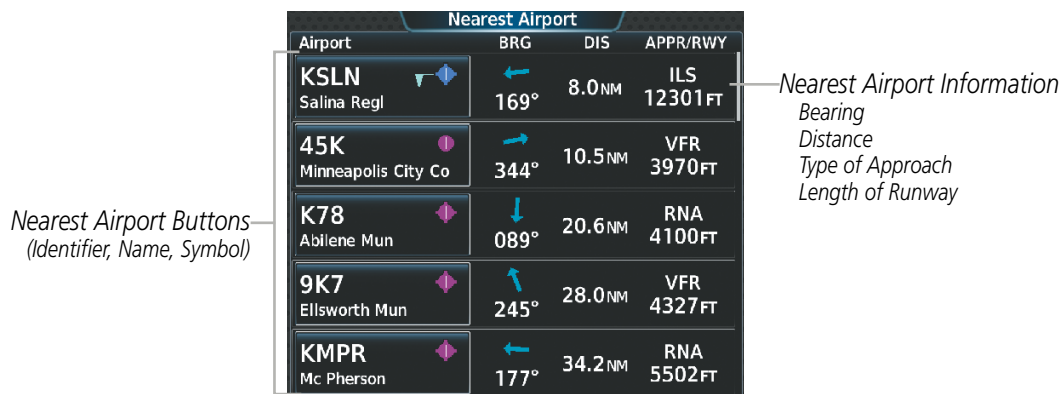 Nearest Airport
Airport BRG DIS APPR/RWY
KSLN
Salina Regl
169°
8.0NM
ILS
12301FT
45K
Minneapolis City Co
344°
10.5NM
VFR
3970FT
K78
Abilene Mun
089°
20.6NM
RNA
4100FT
9K7
Ellsworth Mun
245°
28.0NM
VFR
4327FT
KMPR
Mc Pherson
177°
34.2NM
RNA
5502FT
Nearest Airport Buttons
(Identifier, Name, Symbol)
Nearest Airport Information
Bearing
Distance
Type of Approach
Length of Runway